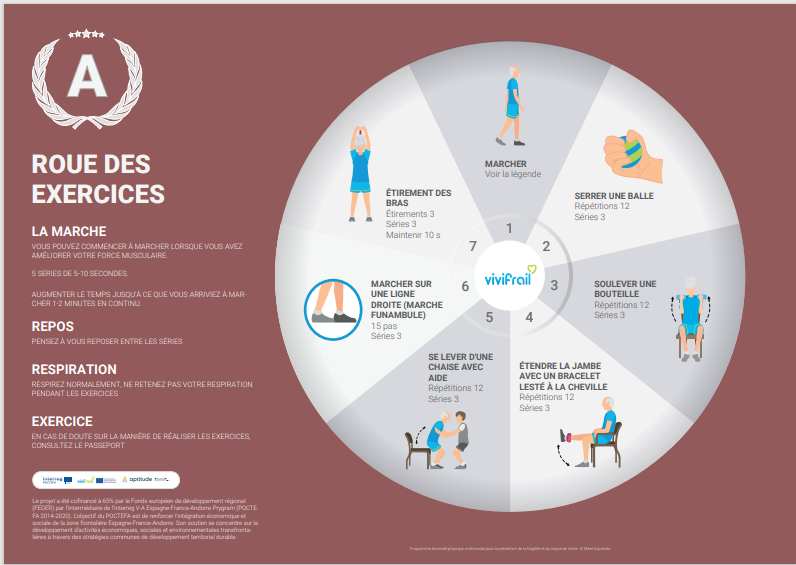 A
ROUE DES
EXERCICES
LA MARCHE
VOUS POUVEZ COMMENCER À MARCHER LORSQUE VOUS AVEZ
AMÉLIORER VOTRE FORCE MUSCULAIRE.
5 SERIES DE 5-10 SECONDES.
AUGMENTER LE TEMPS JUSQU'À CE QUE VOUS ARRIVIEZ À MAR-
CHER 1-2 MINUTES EN CONTINU.
REPOS
PENSEZ À VOUS REPOSER ENTRE LES SÉRIES
RESPIRATION
RESPIREZ NORMALEMENT, NE RETENEZ PAS VOTRE RESPIRATION
PENDANT LES EXERCICES
EXERCICE
EN CAS DE DOUTE SUR LA MANIÈRE DE RÉALISER LES EXERCICES,
CONSULTEZ LE PASSEPORT
Interreg
vivifrail
aptitude
Le projet a été cofinancé à 65% par le Fonds européen de développement régional
(FEDER) par l'intermédiaire de l'Interreg V-A Espagne-France-Andorre Prygram (POCTE-
FA 2014-2020). L'objectif du POCTEFA est de renforcer l'intégration économique et
sociale de la zone frontalière Espagne-France-Andorre. Son soutien se concentre sur le
développement d'activités économiques, sociales et environnementales transfronta-
lières à travers des stratégies communes de développement territorial durable.
MARCHER
Voir la légende
1
SERRER UNE BALLE
Répétitions 12
Séries 3
2
SOULEVER UNE
BOUTEILLE
Répétitions 12
Séries 3
3
ÉTENDRE LA JAMBE
AVEC UN BRACELET
LESTÉ À LA CHEVILLE
Répétitions 12
Séries 3
4
SE LEVER D'UNE
CHAISE AVEC
AIDE
Répétitions 12
Séries 3
5
MARCHER SUR
UNE LIGNE
DROITE (MARCHE
FUNAMBULE)
15 pas
Séries 3
6
ÉTIREMENT DES
BRAS
Étirements 3
Séries 3
Maintenir 10 s
7
vivifrail